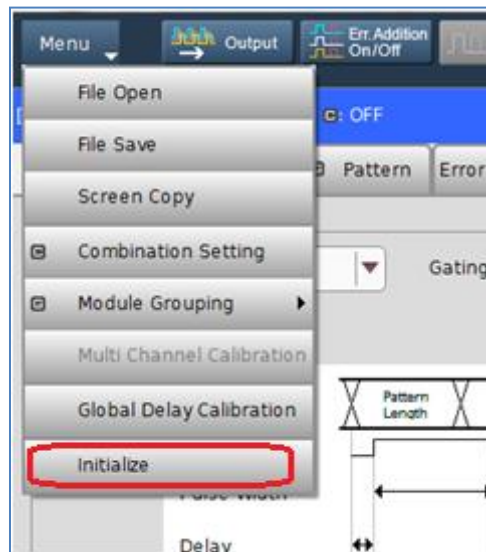 Menu
Output
Err.Addition
On/Off
File Open
: OFF
File Save
Pattern
Error
Screen Copy
Combination Setting
Gating
Module Grouping
Multi Channel Calibration
Pattern
Length
Global Delay Calibration
Initialize
Pulse Width
Delay